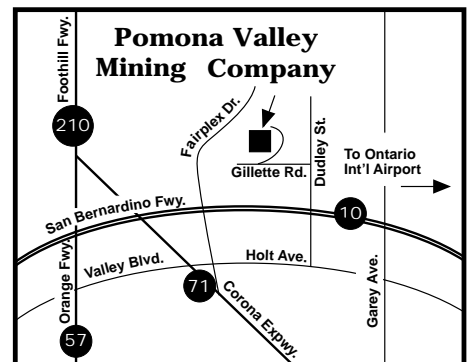 Pomona Valley
Mining Company
Foothill Fwy.
210
Fairplex Dr.
Dudley St.
Gillette Rd.
To Ontario
Int'l Airport
San Bernardino Fwy.
10
Orange Fwy.
Valley Blvd.
Holt Ave.
71
Corona Expwy.
Garey Ave.
57